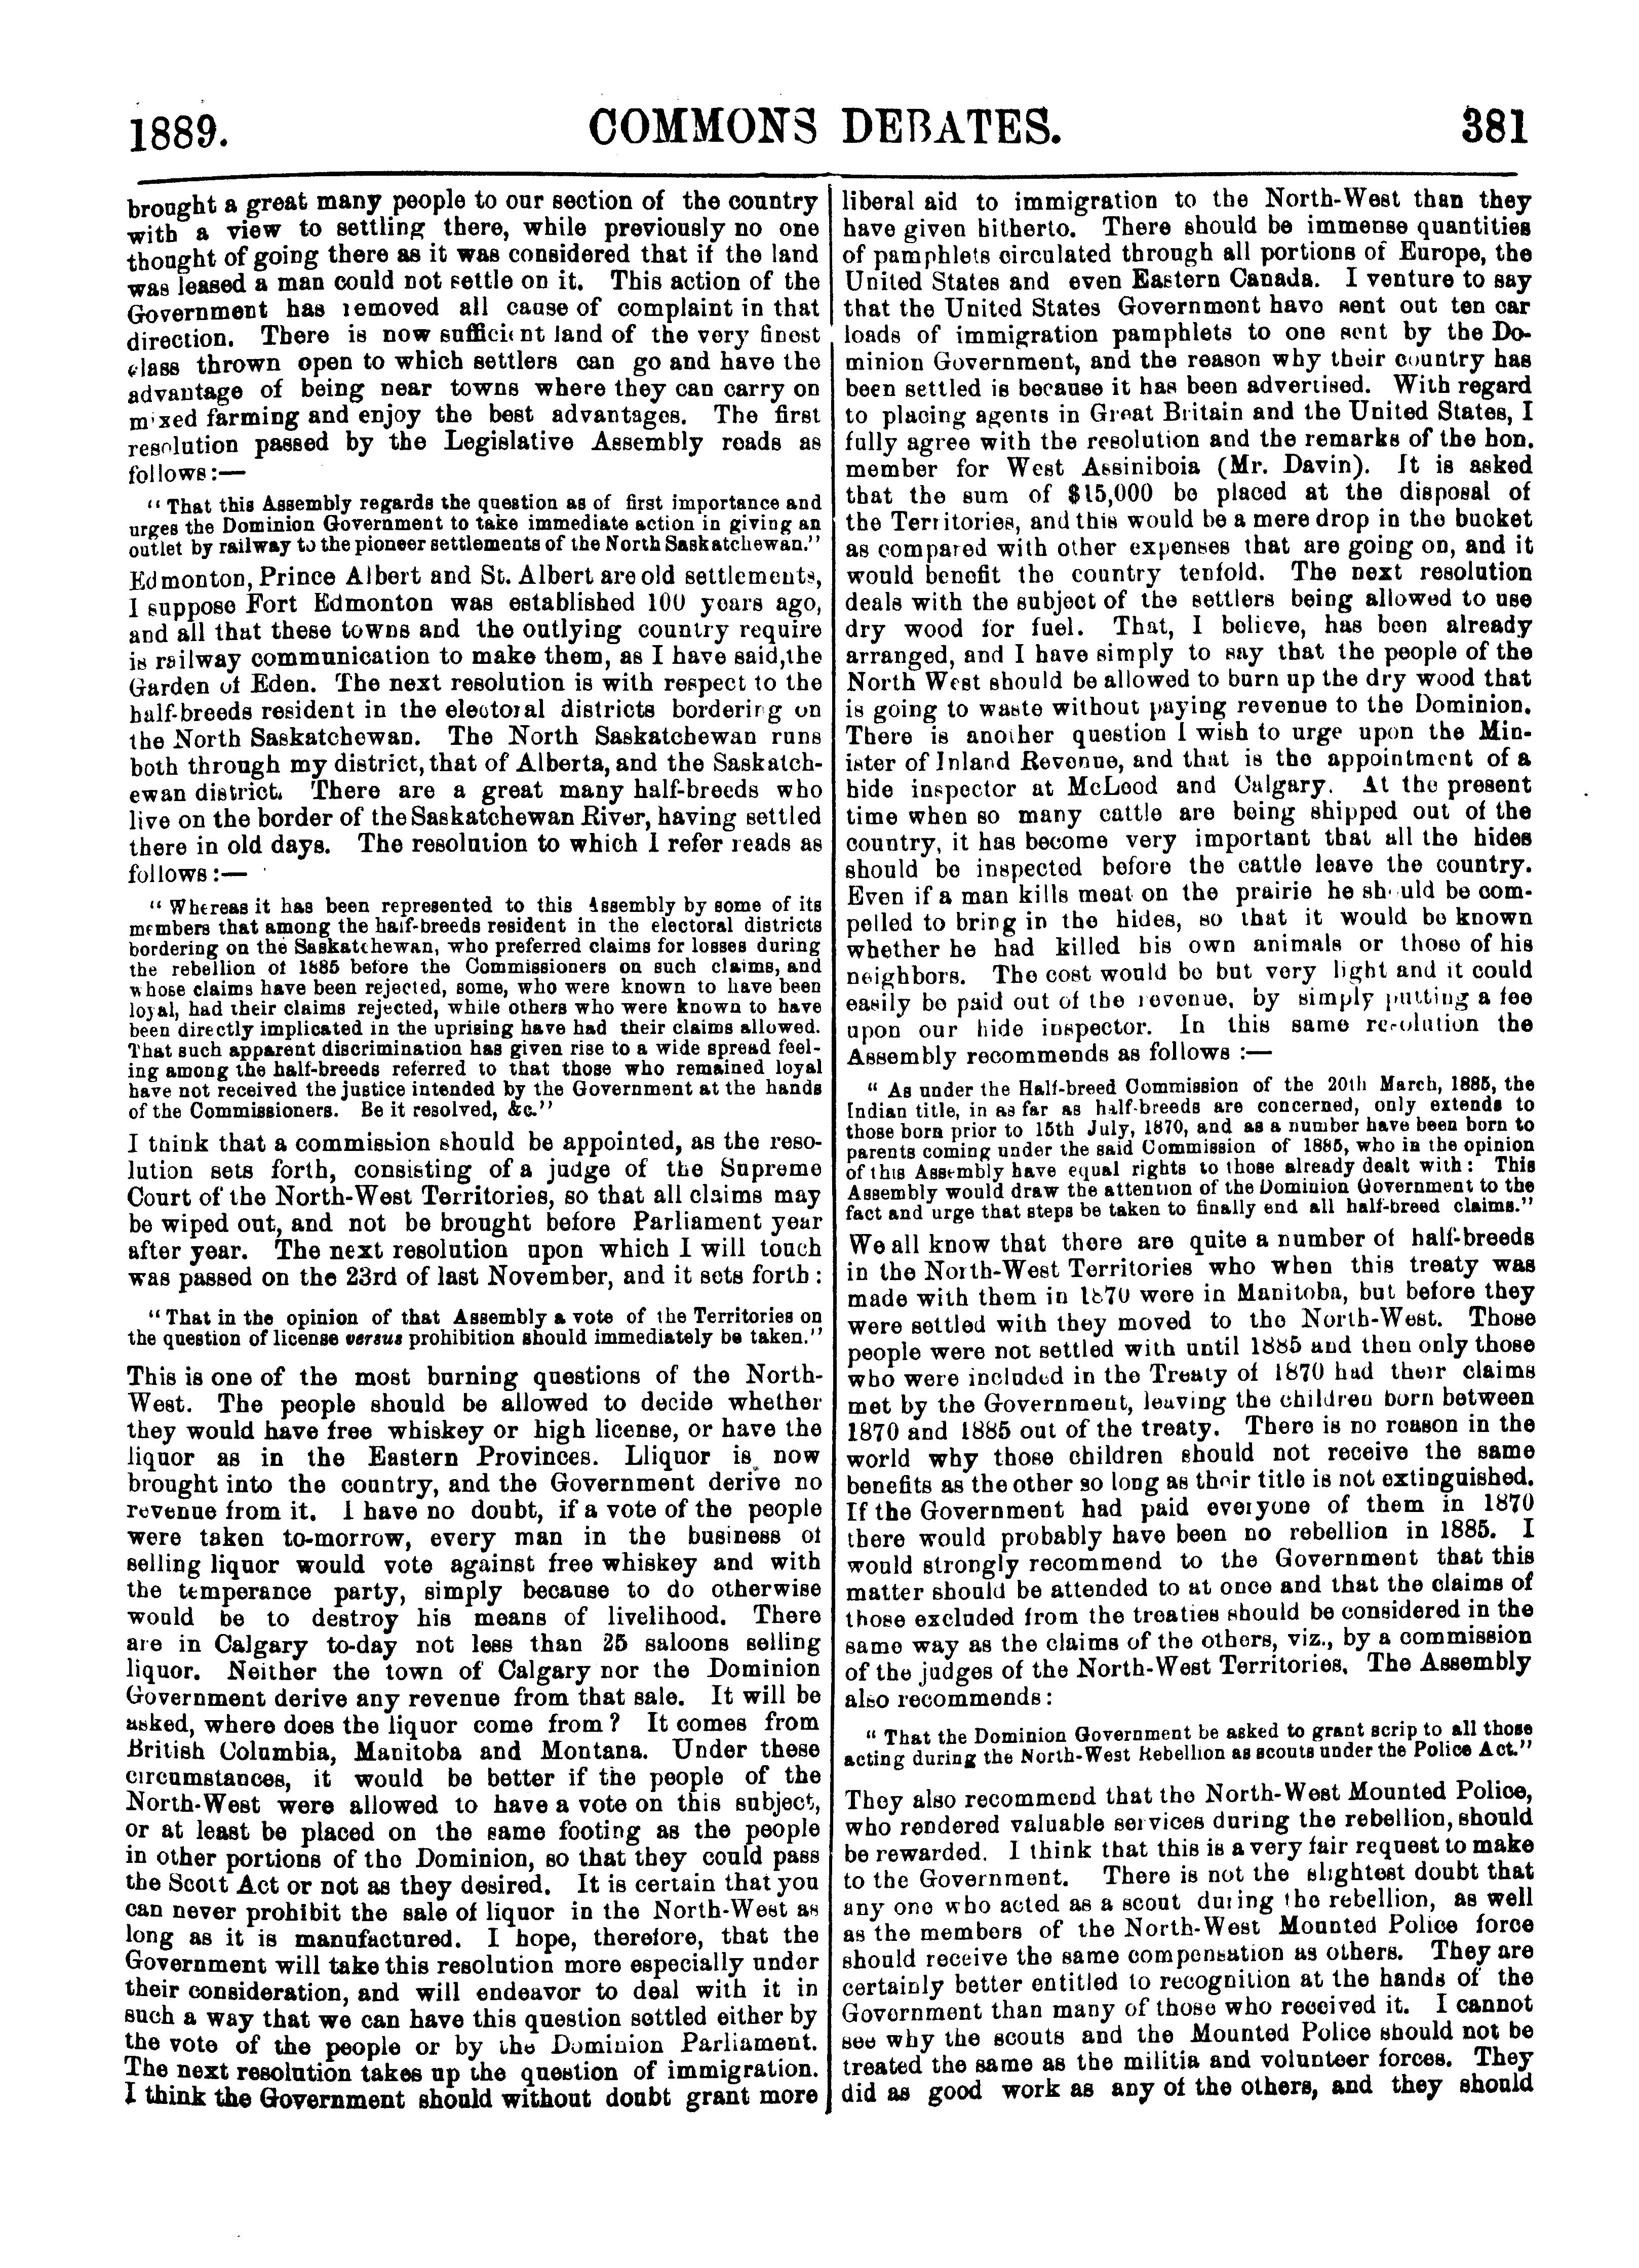 1889.
COMMONS DEBATES.
381
brought a great many people to our section of the country
with a view to settling there, while previously no one
thought of going there as it was considered that if the land
was leased a man could not settle on it. This action of the
Government has removed all cause of complaint in that
direction. There is now sufficient land of the very finest
class thrown open to which settlers can go and have the
advantage of being near towns where they can carry on
mixed farming and enjoy the best advantages. The first
resolution passed by the Legislative Assembly reads as
follows:—
"That this Assembly regards the question as of first importance and
urges the Dominion Government to take immediate action in giving an
outlet by railway to the pioneer settlements of the North Saskatchewan."
Edmonton, Prince Albert and St. Albert are old settlements,
I suppose Fort Edmonton was established 100 years ago,
and all that these towns and the outlying country require
is railway communication to make them, as I have said, the
Garden of Eden. The next resolution is with respect to the
half-breeds resident in the electoral districts bordering on
the North Saskatchewan. The North Saskatchewan runs
both through my district, that of Alberta, and the Saskatch-
ewan district. There are a great many half-breeds who
live on the border of the Saskatchewan River, having settled
there in old days. The resolution to which I refer reads as
follows:—
"Whereas it has been represented to this Assembly by some of its
members that among the half-breeds resident in the electoral districts
bordering on the Saskatchewan, who preferred claims for losses during
the rebellion of 1885 before the Commissioners on such claims, and
whose claims have been rejected, some, who were known to have been
loyal, had their claims rejected, while others who were known to have
been directly implicated in the uprising have had their claims allowed.
That such apparent discrimination has given rise to a wide spread feel-
ing among the half-breeds referred to that those who remained loyal
have not received the justice intended by the Government at the hands
of the Commissioners. Be it resolved, &c."
I think that a commission should be appointed, as the reso-
lution sets forth, consisting of a judge of the Supreme
Court of the North-West Territories, so that all claims may
be wiped out, and not be brought before Parliament year
after year. The next resolution upon which I will touch
was passed on the 23rd of last November, and it sets forth:
"That in the opinion of that Assembly a vote of the Territories on
the question of license versus prohibition should immediately be taken."
This is one of the most burning questions of the North-
West. The people should be allowed to decide whether
they would have free whiskey or high license, or have the
liquor as in the Eastern Provinces. Lliquor is now
brought into the country, and the Government derive no
revenue from it. I have no doubt, if a vote of the people
were taken to-morrow, every man in the business of
selling liquor would vote against free whiskey and with
the temperance party, simply because to do otherwise
would be to destroy his means of livelihood. There
are in Calgary to-day not less than 25 saloons selling
liquor. Neither the town of Calgary nor the Dominion
Government derive any revenue from that sale. It will be
asked, where does the liquor come from? It comes from
British Columbia, Manitoba and Montana. Under these
circumstances, it would be better if the people of the
North-West were allowed to have a vote on this subject,
or at least be placed on the same footing as the people
in other portions of the Dominion, so that they could pass
the Scott Act or not as they desired. It is certain that you
can never prohibit the sale of liquor in the North-West as
long as it is manufactured. I hope, therefore, that the
Government will take this resolution more especially under
their consideration, and will endeavor to deal with it in
such a way that we can have this question settled either by
the vote of the people or by the Dominion Parliament.
The next resolution takes up the question of immigration.
I think the Government should without doubt grant more
liberal aid to immigration to the North-West than they
have given hitherto. There should be immense quantities
of pamphlets circulated through all portions of Europe, the
United States and even Eastern Canada. I venture to say
that the United States Government have sent out ten car
loads of immigration pamphlets to one sent by the Do-
minion Government, and the reason why their country has
been settled is because it has been advertised. With regard
to placing agents in Great Britain and the United States, I
fully agree with the resolution and the remarks of the hon.
member for West Assiniboia (Mr. Davin). It is asked
that the sum of $15,000 be placed at the disposal of
the Territories, and this would be a mere drop in the bucket
as compared with other expenses that are going on, and it
would benefit the country tenfold. The next resolution
deals with the subject of the settlers being allowed to use
dry wood for fuel. That, I believe, has been already
arranged, and I have simply to say that the people of the
North West should be allowed to burn up the dry wood that
is going to waste without paying revenue to the Dominion.
There is another question I wish to urge upon the Min-
ister of Inland Revenue, and that is the appointment of a
hide inspector at McLeod and Calgary. At the present
time when so many cattle are being shipped out of the
country, it has become very important that all the hides
should be inspected before the cattle leave the country.
Even if a man kills meat on the prairie he should be com-
pelled to bring in the hides, so that it would be known
whether he had killed his own animals or those of his
neighbors. The cost would be but very light and it could
easily be paid out of the revenue, by simply putting a fee
upon our hide inspector. In this same resolution the
Assembly recommends as follows:—
"As under the Half-breed Commission of the 20th March, 1885, the
Indian title, in as far as half-breeds are concerned, only extends to
those born prior to 15th July, 1870, and as a number have been born to
parents coming under the said Commission of 1885, who in the opinion
of this Assembly have equal rights to those already dealt with: This
Assembly would draw the attention of the Dominion Government to the
fact and urge that steps be taken to finally end all half-breed claims."
We all know that there are quite a number of half-breeds
in the North-West Territories who when this treaty was
made with them in 1870 were in Manitoba, but before they
were settled with they moved to the North-West. Those
people were not settled with until 1885 and then only those
who were included in the Treaty of 1870 had their claims
met by the Government, leaving the children born between
1870 and 1885 out of the treaty. There is no reason in the
world why those children should not receive the same
benefits as the other so long as their title is not extinguished.
If the Government had paid everyone of them in 1870
there would probably have been no rebellion in 1885. I
would strongly recommend to the Government that this
matter should be attended to at once and that the claims of
those excluded from the treaties should be considered in the
same way as the claims of the others, viz., by a commission
of the judges of the North-West Territories. The Assembly
also recommends:
"That the Dominion Government be asked to grant scrip to all those
acting during the North-West Rebellion as scouts under the Police Act."
They also recommend that the North-West Mounted Police,
who rendered valuable services during the rebellion, should
be rewarded. I think that this is a very fair request to make
to the Government. There is not the slightest doubt that
any one who acted as a scout during the rebellion, as well
as the members of the North-West Mounted Police force
should receive the same compensation as others. They are
certainly better entitled to recognition at the hands of the
Government than many of those who received it. I cannot
see why the scouts and the Mounted Police should not be
treated the same as the militia and volunteer forces. They
did as good work as any of the others, and they should